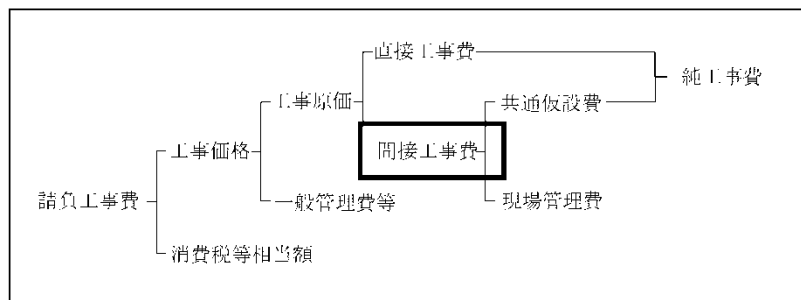 直接工事費
純工事費
工事原価
共通仮設費
工事価格
間接工事費
請負工事費
一般管理費等
現場管理費
消費税等相当額